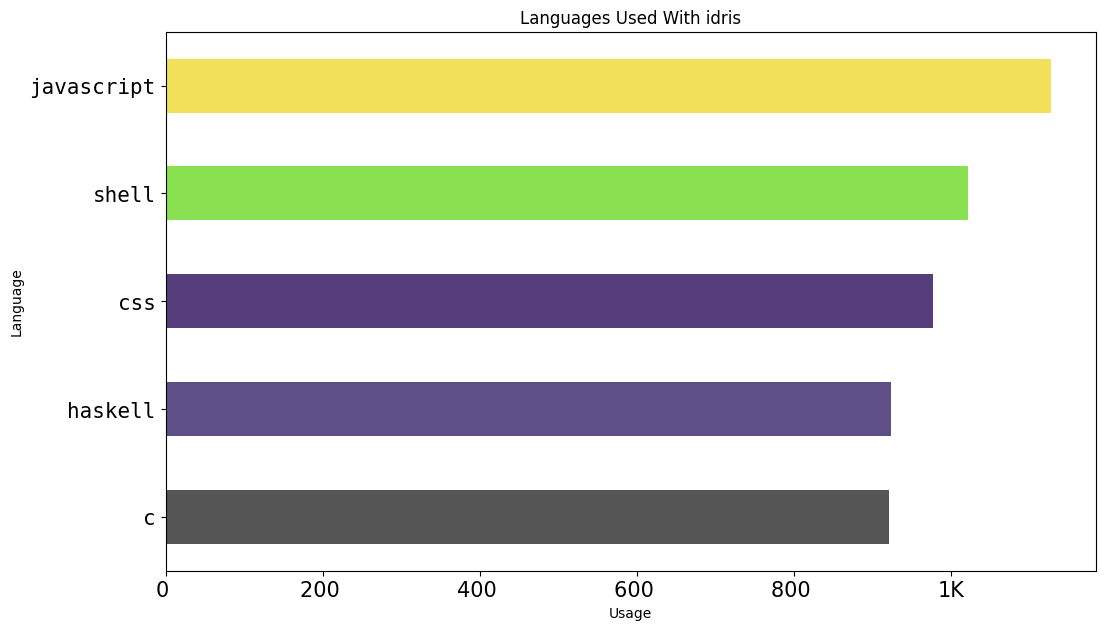 Languages Used With idris
javascript
shell
css
haskell
c
Language
0 200 400 600 800 1K
Usage